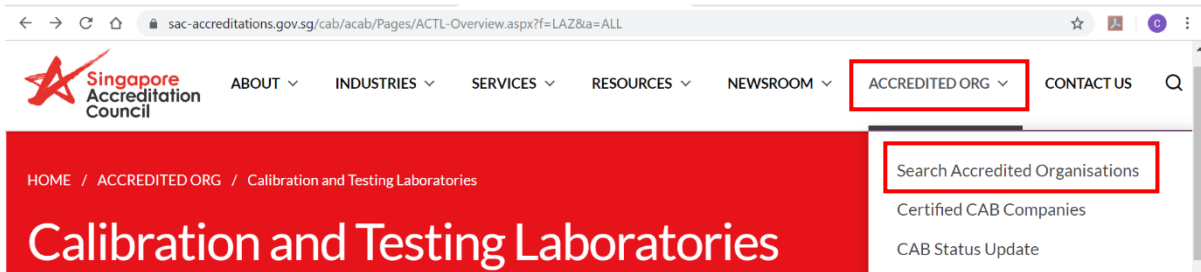 sac-accreditations.gov.sg/cab/acab/Pages/ACTL-Overview.aspx?f=LAZ&a=ALL
C
Singapore
Accreditation
Council
ABOUT INDUSTRIES SERVICES RESOURCES NEWSROOM ACCREDITED ORG CONTACT US
HOME / ACCREDITED ORG / Calibration and Testing Laboratories
Calibration and Testing Laboratories
Search Accredited Organisations
Certified CAB Companies
CAB Status Update